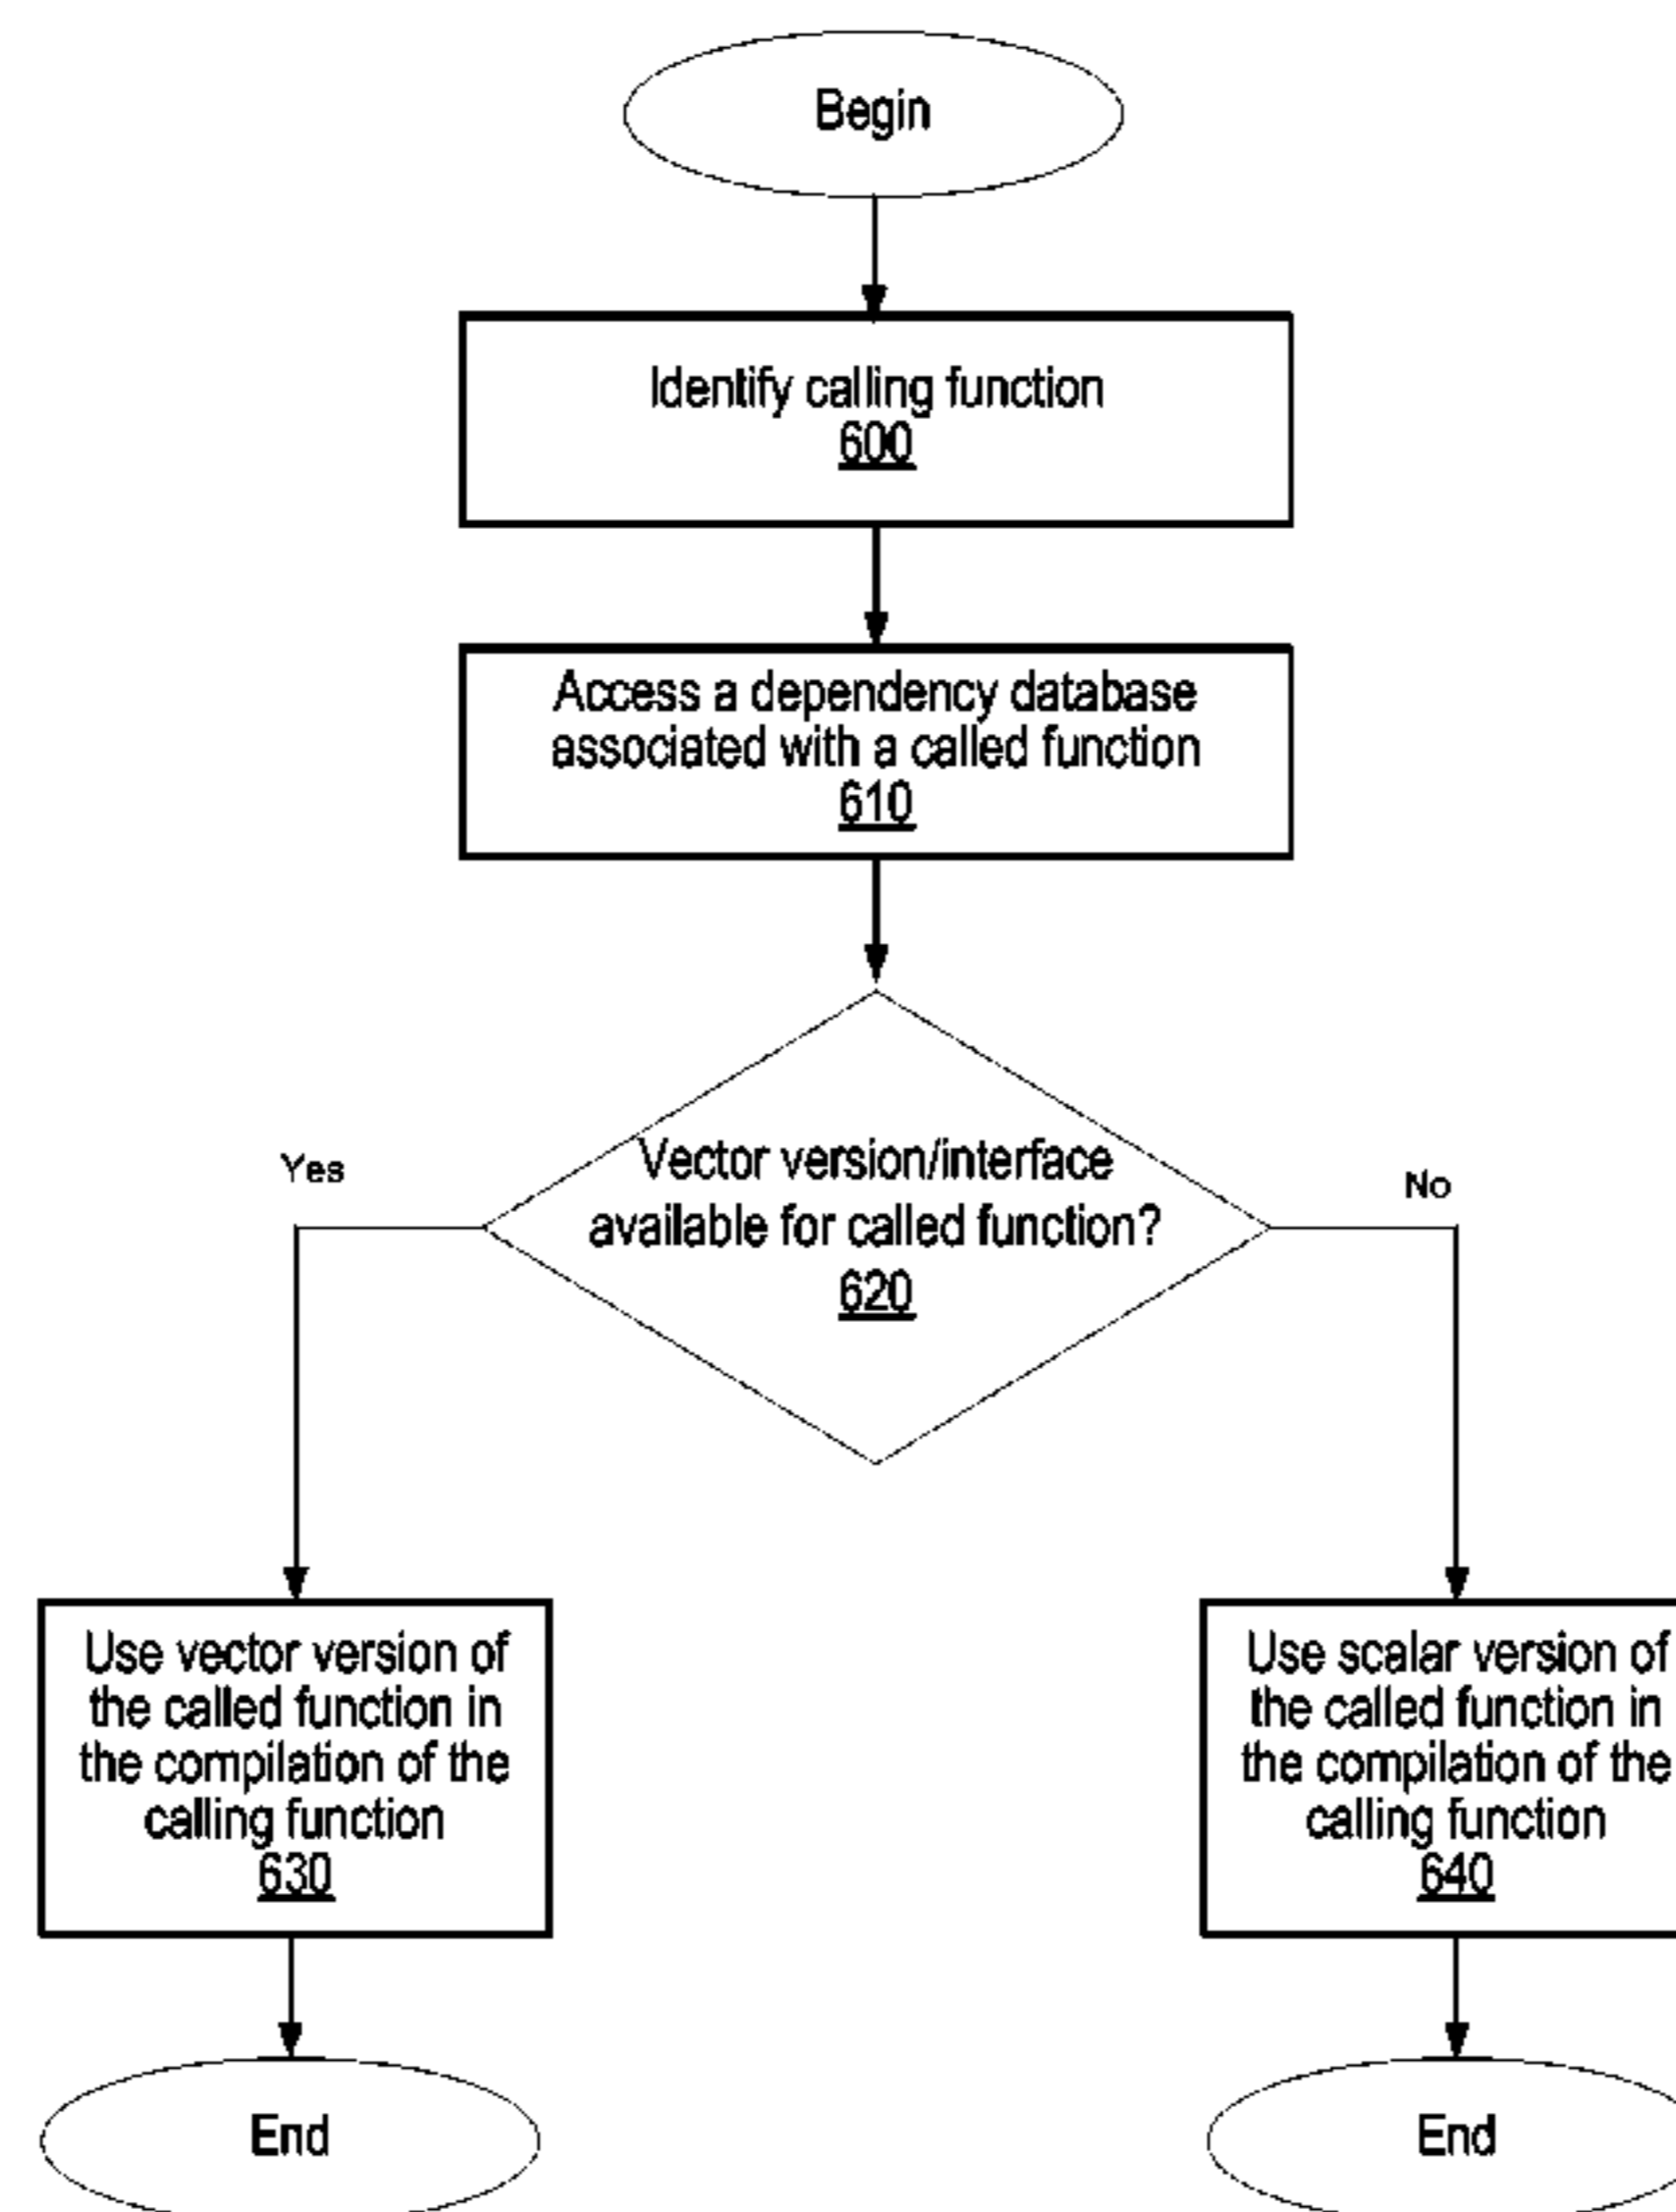 Begin
Identify calling function
600
Access a dependency database
associated with a called function
610
Vector version/interface
available for called function?
620
Yes
No
Use vector version of
the called function in
the compilation of the
calling function
630
Use scalar version of
the called function in
the compilation of the
calling function
640
End
End